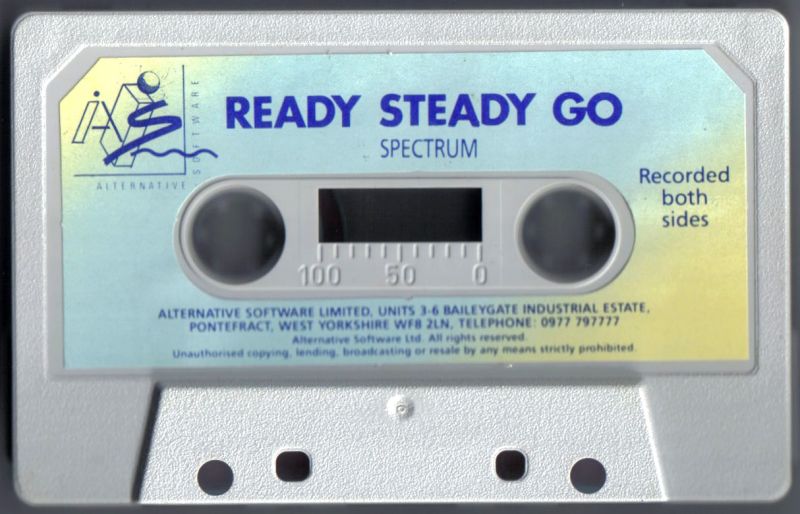 READY STEADY GO
SPECTRUM
SOFTWARE
ALTERNATIVE
Recorded
both
sides
100 50 0
ALTERNATIVE SOFTWARE LIMITED, UNITS 3-6 BAILEYGATE INDUSTRIAL ESTATE,
PONTEFRACT, WEST YORKSHIRE WF8 2LN, TELEPHONE: 0977 797777
Alternative Software Ltd. All rights reserved.
Unauthorised copying, lending, broadcasting or resale by any means strictly prohibited.